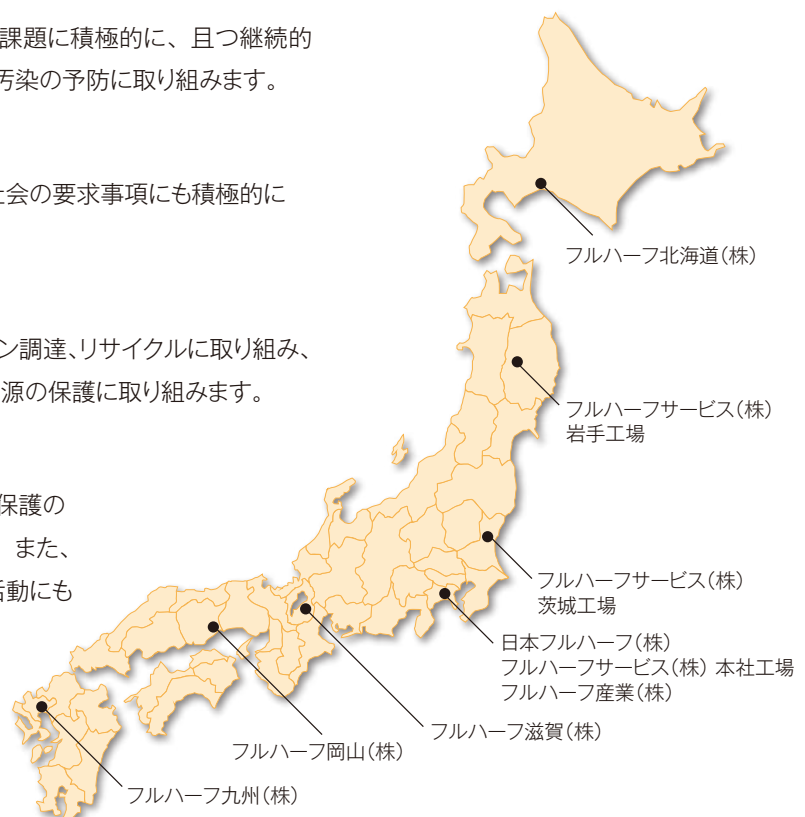 課題に積極的に、且つ継続的
汚染の予防に取り組みます。
社会の要求事項にも積極的に
ン調達、リサイクルに取り組み、
源の保護に取り組みます。
保護の
また、
活動にも
フルハーフ北海道(株)
フルハーフサービス(株)
岩手工場
フルハーフサービス(株)
茨城工場
日本フルハーフ(株)
フルハーフサービス(株) 本社工場
フルハーフ産業(株)
フルハーフ滋賀(株)
フルハーフ岡山(株)
フルハーフ九州(株)